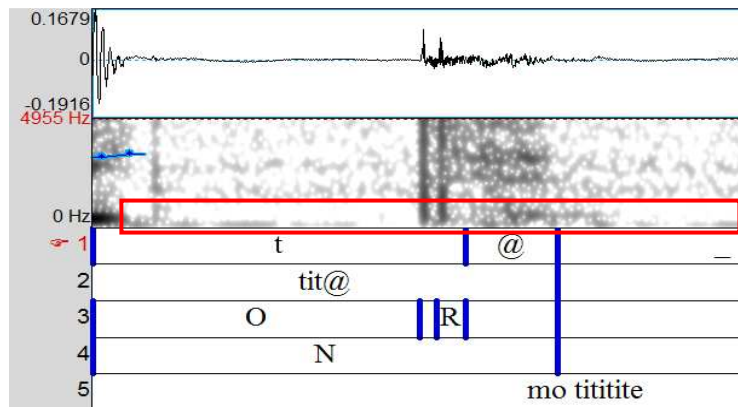 0.1679
0
-0.1916
4955 Hz
0 Hz
☞ 1 t @ _
2 tit@
3 O R
4 N
5 mo tititite